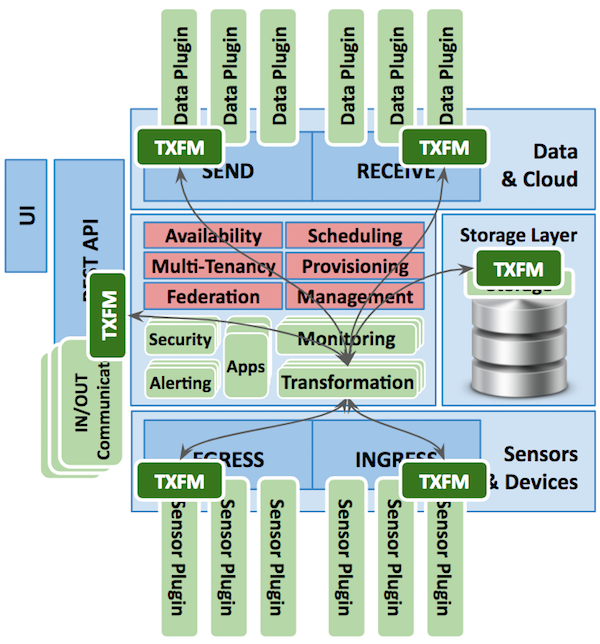 Data Plugin
Data Plugin
Data Plugin
Data Plugin
Data Plugin
Data Plugin
TXFM
TXFM
SEND
RECEIVE
Data
& Cloud
UI
REST API
TXFM
IN/OUT
Communicat
Availability
Scheduling
Multi-Tenancy
Provisioning
Federation
Management
Security
Apps
Monitoring
Alerting
Transformation
Storage Layer
TXFM
Storage
EGRESS
INGRESS
Sensors
& Devices
TXFM
TXFM
Sensor Plugin
Sensor Plugin
Sensor Plugin
Sensor Plugin
Sensor Plugin
Sensor Plugin